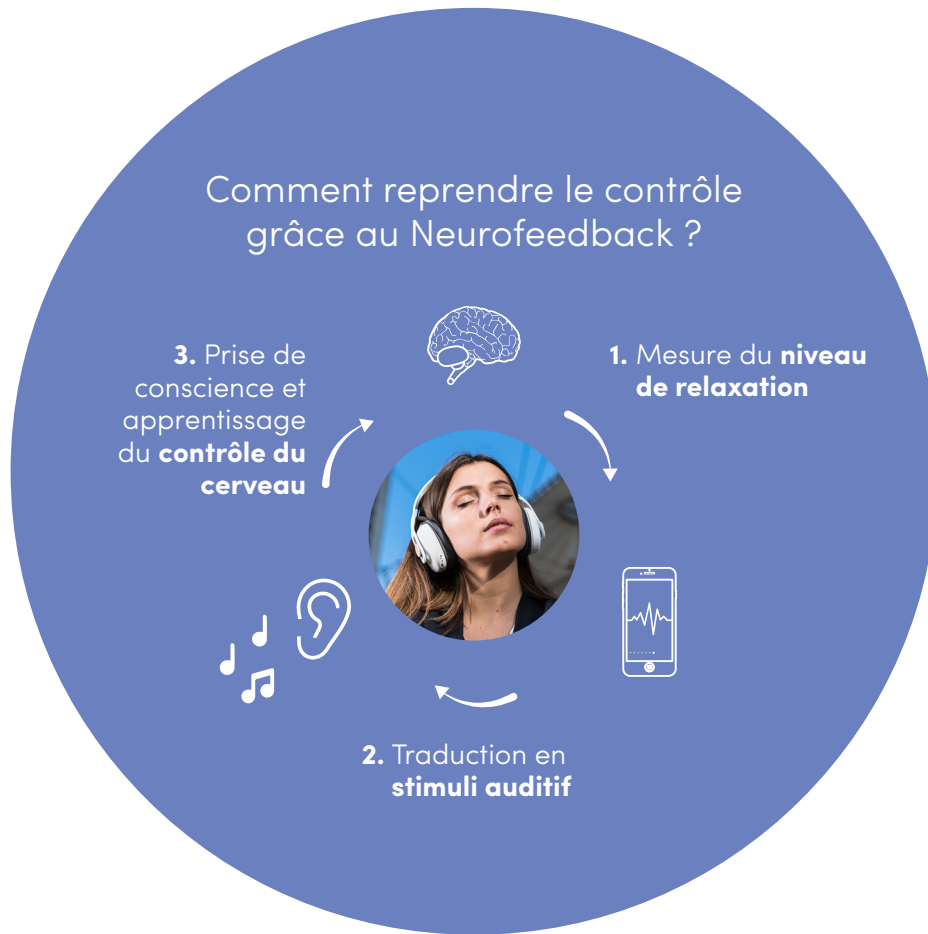 Comment reprendre le contrôle
grâce au Neurofeedback ?
1. Mesure du niveau
de relaxation
2. Traduction en
stimuli auditif
3. Prise de
conscience et
apprentissage
du contrôle du
cerveau